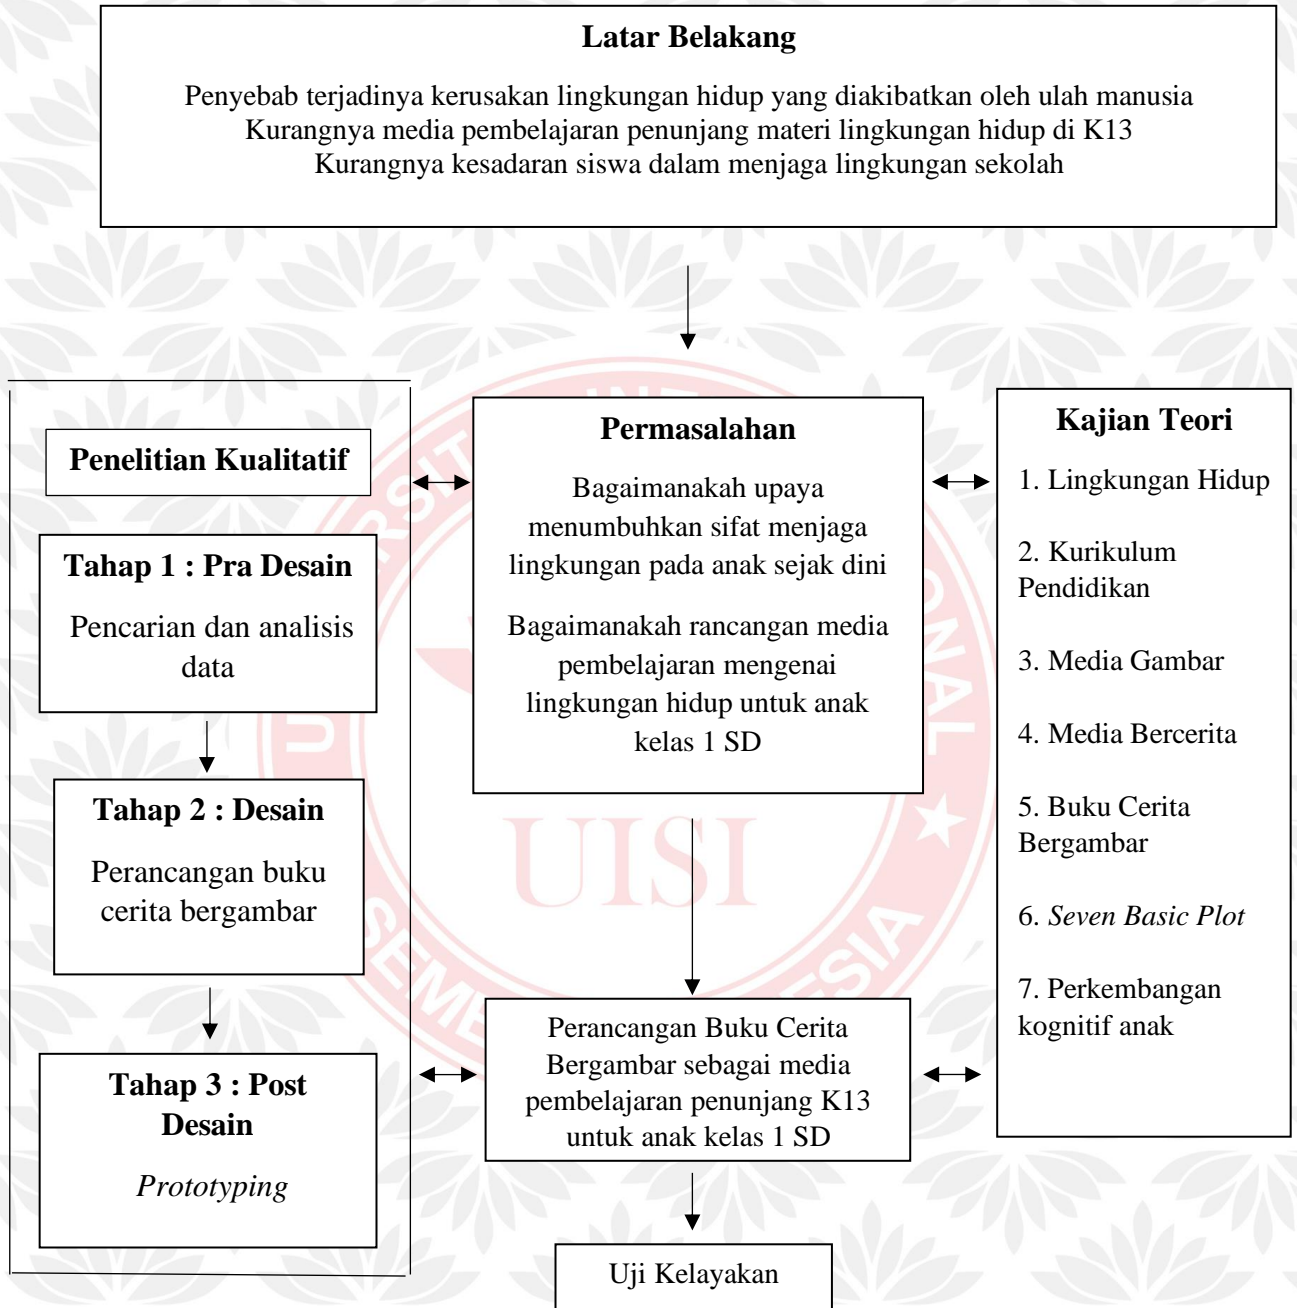 Latar Belakang
Penyebab terjadinya kerusakan lingkungan hidup yang diakibatkan oleh ulah manusia
Kurangnya media pembelajaran penunjang materi lingkungan hidup di K13
Kurangnya kesadaran siswa dalam menjaga lingkungan sekolah
Penelitian Kualitatif
Tahap 1 : Pra Desain
Pencarian dan analisis
data
Tahap 2 : Desain
Perancangan buku
cerita bergambar
Tahap 3 : Post
Desain
Prototyping
Permasalahan
Bagaimanakah upaya
menumbuhkan sifat menjaga
lingkungan pada anak sejak dini
Bagaimanakah rancangan media
pembelajaran mengenai
lingkungan hidup untuk anak
kelas 1 SD
Perancangan Buku Cerita
Bergambar sebagai media
pembelajaran penunjang K13
untuk anak kelas 1 SD
Uji Kelayakan
Kajian Teori
1. Lingkungan Hidup
2. Kurikulum
Pendidikan
3. Media Gambar
4. Media Bercerita
5. Buku Cerita
Bergambar
6. Seven Basic Plot
7. Perkembangan
kognitif anak
UISI